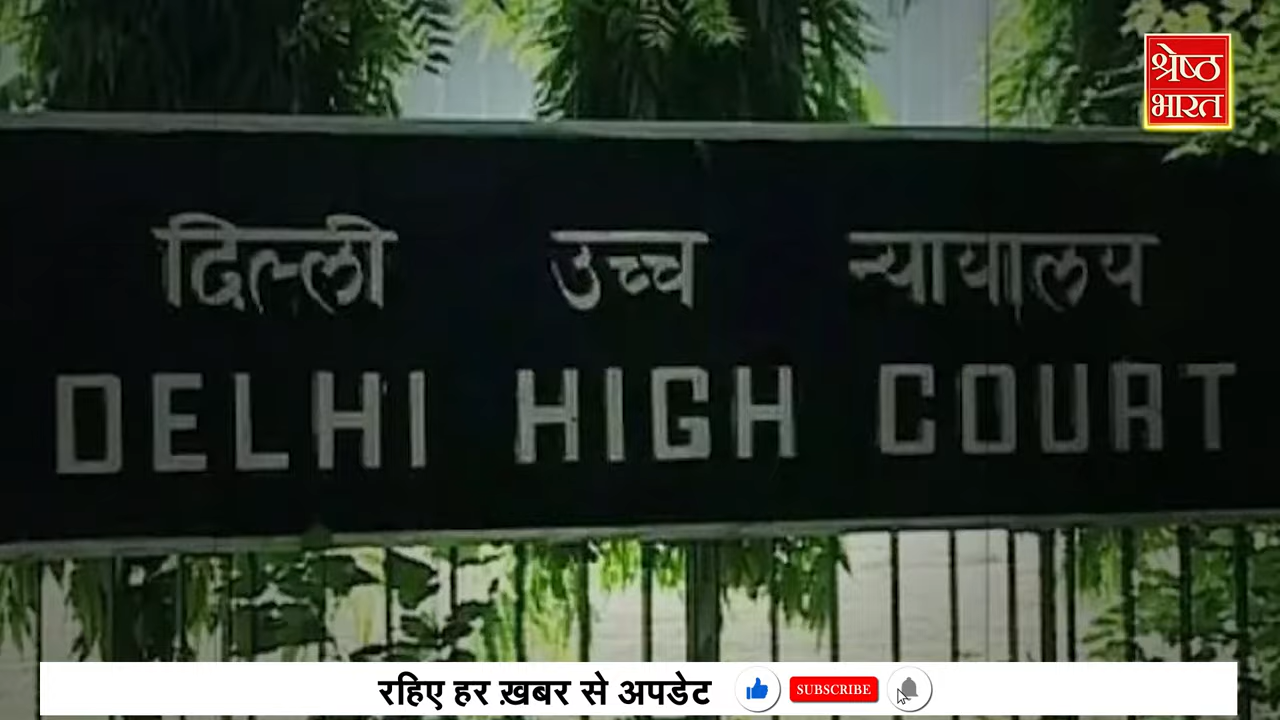 श्रेष्ठ
भारत
दिल्ली उच्च न्यायालय
DELHI HIGH COURT
रहिए हर ख़बर से अपडेट SUBSCRIBE